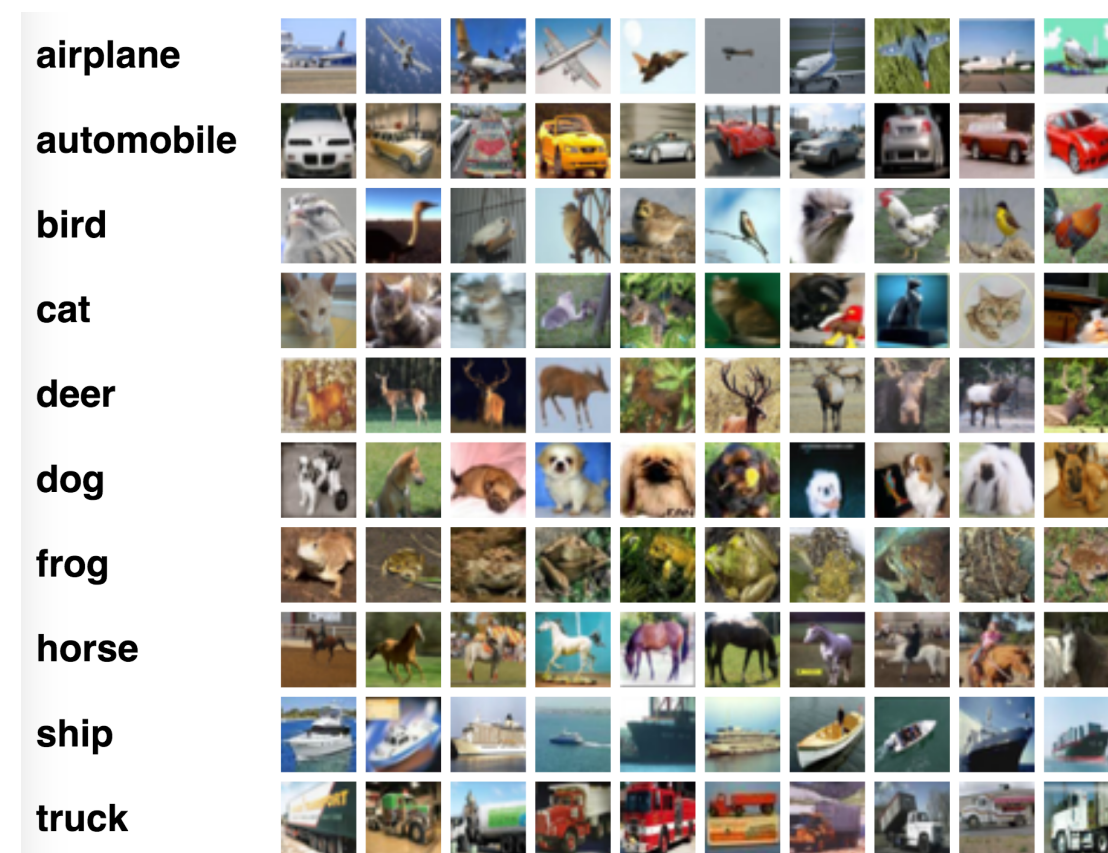 airplane
automobile
bird
cat
deer
dog
frog
horse
ship
truck